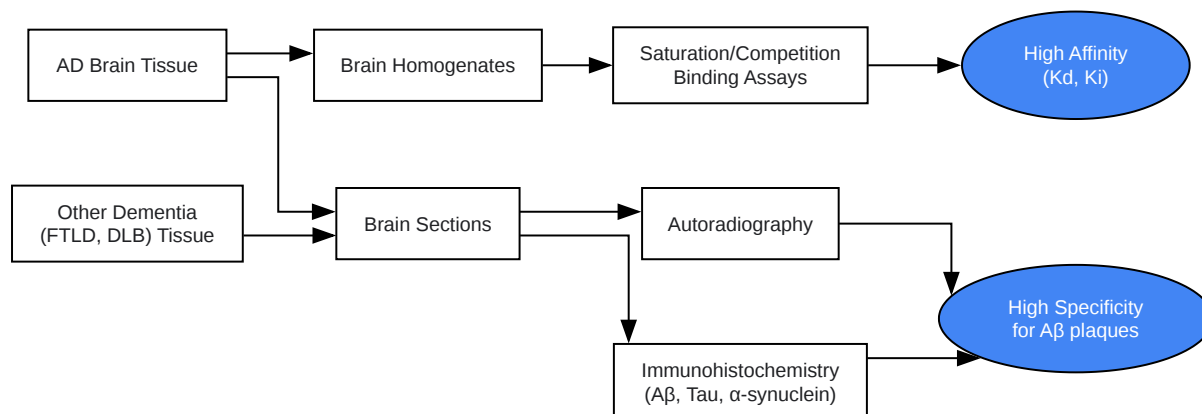 AD Brain Tissue
Brain Homogenates
Saturation/Competition
Binding Assays
High Affinity
(Kd, Ki)
Other Dementia
(FTLD, DLB) Tissue
Brain Sections
Autoradiography
High Specificity
for Aβ plaques
Immunohistochemistry
(Aβ, Tau, α-synuclein)